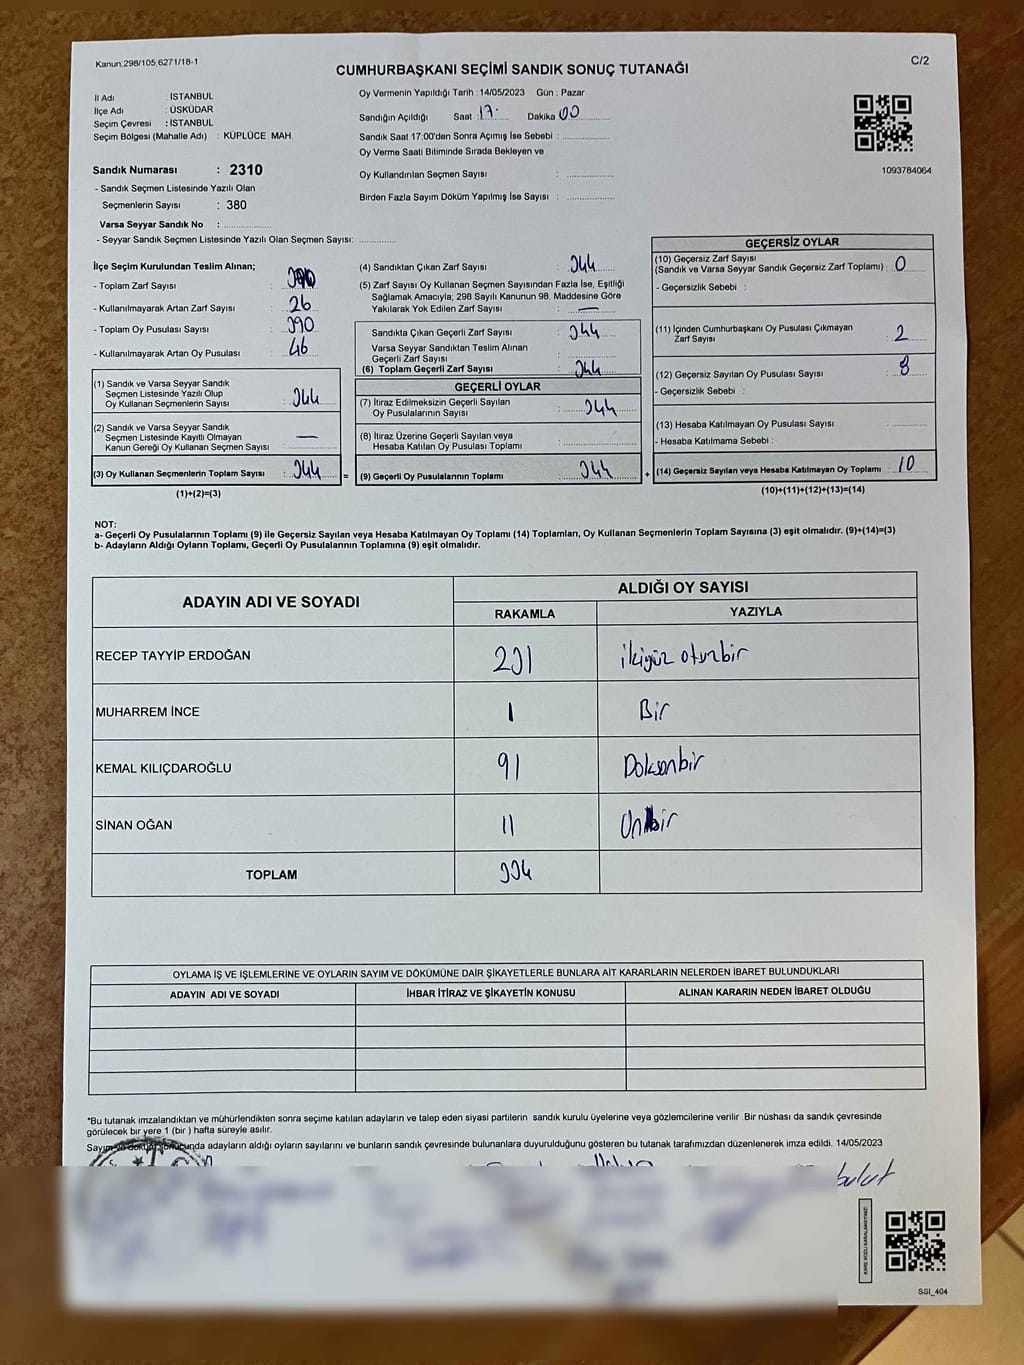 Kanun,298/105,6271/18-1
C/2
CUMHURBAŞKANI SEÇİMİ SANDIK SONUÇ TUTANAĞI
İl Adı : İSTANBUL
İlçe Adı : ÜSKÜDAR
Seçim Çevresi : İSTANBUL
Seçim Bölgesi (Mahalle Adı) : KÜPLÜCE MAH.
Sandık Numarası : 2310
- Sandık Seçmen Listesinde Yazılı Olan
Seçmenlerin Sayısı : 380
Varsa Seyyar Sandık No :
- Seyyar Sandık Seçmen Listesinde Yazılı Olan Seçmen Sayısı:
Oy Vermenin Yapıldığı Tarih :14/05/2023 Gün : Pazar
Sandığın Açıldığı Saat : 17 Dakika : 00
Sandık Saat 17:00'den Sonra Açımış İse Sebebi :
Oy Verme Saati Bitiminde Sırada Bekleyen ve
Oy Kullandırılan Seçmen Sayısı :
Birden Fazla Sayım Döküm Yapılmış İse Sayısı :
1093784064
İlçe Seçim Kurulundan Teslim Alınan;
- Toplam Zarf Sayısı :
- Kullanılmayarak Artan Zarf Sayısı : 26
- Toplam Oy Pusulası Sayısı : 390
- Kullanılmayarak Artan Oy Pusulası : 46
(1) Sandık ve Varsa Seyyar Sandık
Seçmen Listesinde Yazılı Olup
Oy Kullanan Seçmenlerin Sayısı : 344
(2) Sandık ve Varsa Seyyar Sandık
Seçmen Listesinde Kayıtlı Olmayan
Kanun Gereği Oy Kullanan Seçmen Sayısı : —
(3) Oy Kullanan Seçmenlerin Toplam Sayısı : 344 =
(1)+(2)=(3)
(4) Sandıktan Çıkan Zarf Sayısı : 344
(5) Zarf Sayısı Oy Kullanan Seçmen Sayısından Fazla İse, Eşitliği
Sağlamak Amacıyla; 298 Sayılı Kanunun 98. Maddesine Göre
Yakılarak Yok Edilen Zarf Sayısı : —
Sandıkta Çıkan Geçerli Zarf Sayısı : 344
Varsa Seyyar Sandıktan Teslim Alınan
Geçerli Zarf Sayısı :
(6) Toplam Geçerli Zarf Sayısı : 344
GEÇERLİ OYLAR
(7) İtiraz Edilmeksizin Geçerli Sayılan
Oy Pusulalarının Sayısı : 344
(8) İtiraz Üzerine Geçerli Sayılan veya
Hesaba Katılan Oy Pusulası Toplamı :
(9) Geçerli Oy Pusulalarının Toplamı : 344 +
GEÇERSİZ OYLAR
(10) Geçersiz Zarf Sayısı
(Sandık ve Varsa Seyyar Sandık Geçersiz Zarf Toplamı) : 0
- Geçersizlik Sebebi :
(11) İçinden Cumhurbaşkanı Oy Pusulası Çıkmayan
Zarf Sayısı : 2
(12) Geçersiz Sayılan Oy Pusulası Sayısı : 8
- Geçersizlik Sebebi :
(13) Hesaba Katılmayan Oy Pusulası Sayısı :
- Hesaba Katılmama Sebebi :
(14) Geçersiz Sayılan veya Hesaba Katılmayan Oy Toplamı : 10
(10)+(11)+(12)+(13)=(14)
NOT:
a- Geçerli Oy Pusulalarının Toplamı (9) ile Geçersiz Sayılan veya Hesaba Katılmayan Oy Toplamı (14) Toplamları, Oy Kullanan Seçmenlerin Toplam Sayısına (3) eşit olmalıdır. (9)+(14)=(3)
b- Adayların Aldığı Oyların Toplamı, Geçerli Oy Pusulalarının Toplamına (9) eşit olmalıdır.
ADAYIN ADI VE SOYADI
ALDIĞI OY SAYISI
RAKAMLA YAZIYLA
RECEP TAYYİP ERDOĞAN 231 ikiyüz otuzbir
MUHARREM İNCE 1 Bir
KEMAL KILIÇDAROĞLU 91 Doksanbir
SİNAN OĞAN 11 Onbir
TOPLAM 334
OYLAMA İŞ VE İŞLEMLERİNE VE OYLARIN SAYIM VE DÖKÜMÜNE DAİR ŞİKAYETLERLE BUNLARA AİT KARARLARIN NELERDEN İBARET BULUNDUKLARI
ADAYIN ADI VE SOYADI İHBAR İTİRAZ VE ŞİKAYETİN KONUSU ALINAN KARARIN NEDEN İBARET OLDUĞU
*Bu tutanak imzalandıktan ve mühürlendikten sonra seçime katılan adayların ve talep eden siyasi partilerin sandık kurulu üyelerine veya gözlemcilerine verilir .Bir nüshası da sandık çevresinde
görülecek bir yere 1 (bir ) hafta süreyle asılır.
Sayım ve döküm sonucunda adayların aldığı oyların sayılarını ve bunların sandık çevresinde bulunanlara duyurulduğunu gösteren bu tutanak tarafımızdan düzenlenerek imza edildi. 14/05/2023
bulut
SSI_404